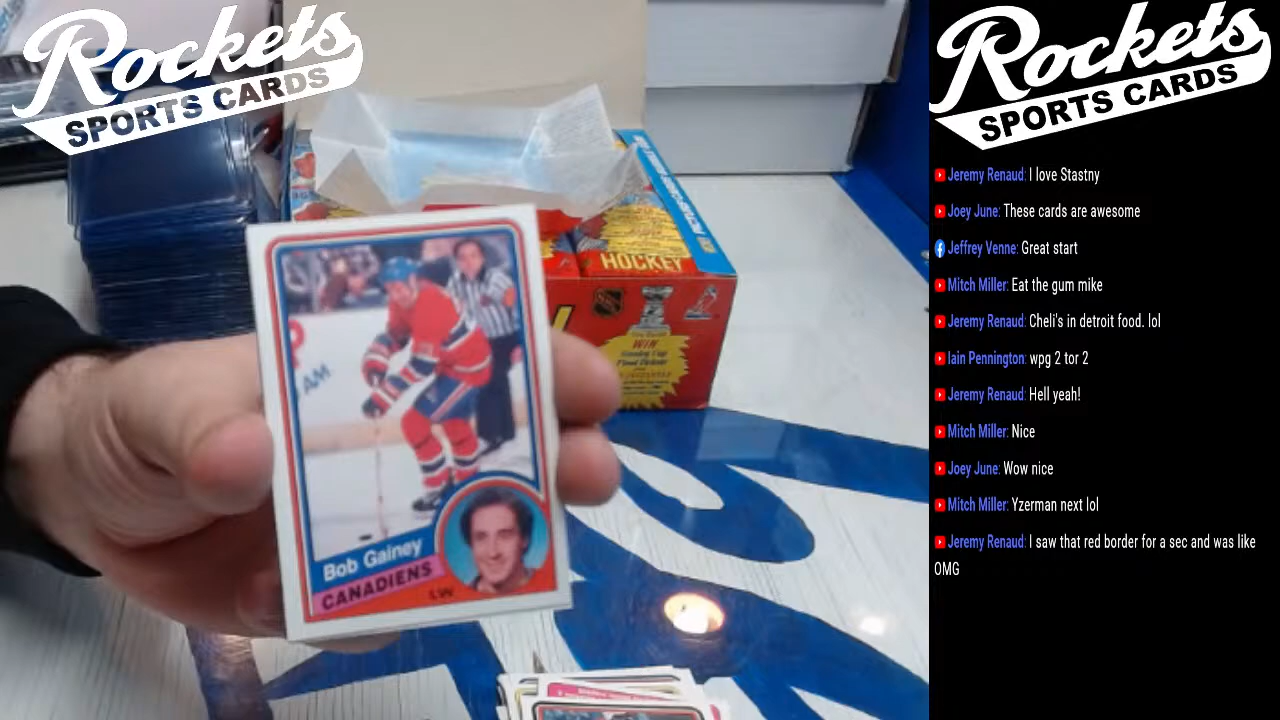 Rockets
SPORTS CARDS
Rockets
SPORTS CARDS
HOCKEY
WIN
AM
Bob Gainey
CANADIENS
LW
Jeremy Renaud: I love Stastny
Joey June: These cards are awesome
Jeffrey Venne: Great start
Mitch Miller: Eat the gum mike
Jeremy Renaud: Cheli's in detroit food. lol
Iain Pennington: wpg 2 tor 2
Jeremy Renaud: Hell yeah!
Mitch Miller: Nice
Joey June: Wow nice
Mitch Miller: Yzerman next lol
Jeremy Renaud: I saw that red border for a sec and was like
OMG